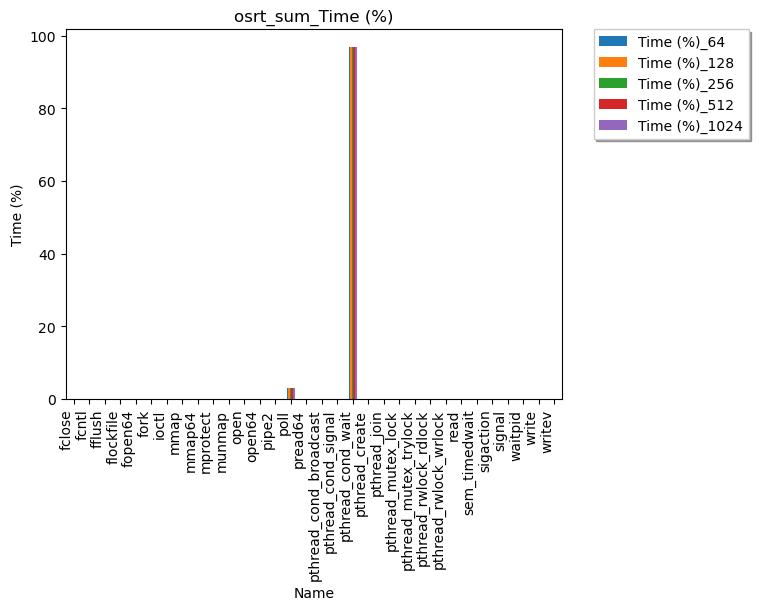 osrt_sum_Time (%)
Time (%)_64
Time (%)_128
Time (%)_256
Time (%)_512
Time (%)_1024
100
80
60
40
20
0
Time (%)
fclose
fcntl
fflush
flockfile
fopen64
fork
ioctl
mmap
mmap64
mprotect
munmap
open
open64
pipe2
poll
pread64
pthread_cond_broadcast
pthread_cond_signal
pthread_cond_wait
pthread_create
pthread_join
pthread_mutex_lock
pthread_mutex_trylock
pthread_rwlock_rdlock
pthread_rwlock_wrlock
read
sem_timedwait
sigaction
signal
waitpid
write
writev
Name